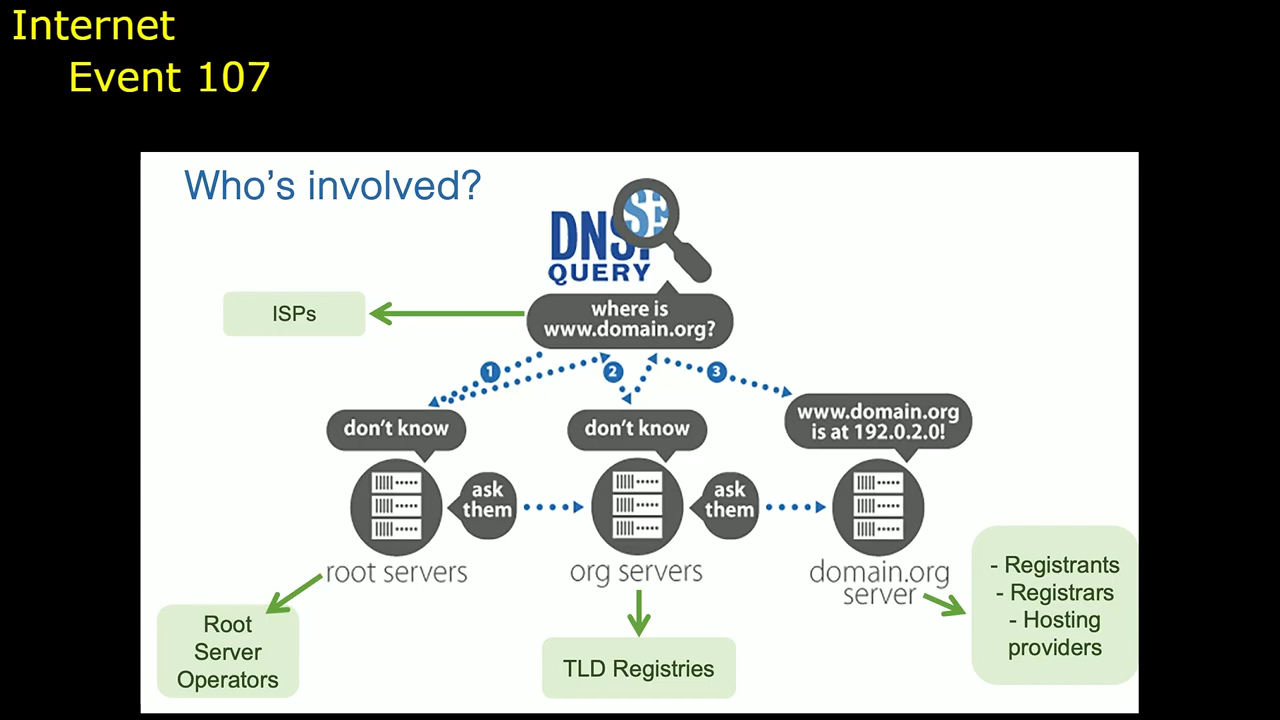 Internet
Event 107
Who's involved?
DNS
QUERY
ISPs
where is
www.domain.org?
1
2
3
don't know
don't know
www.domain.org
is at 192.0.2.0!
ask
them
ask
them
root servers
org servers
domain.org
server
Root
Server
Operators
TLD Registries
- Registrants
- Registrars
- Hosting
providers